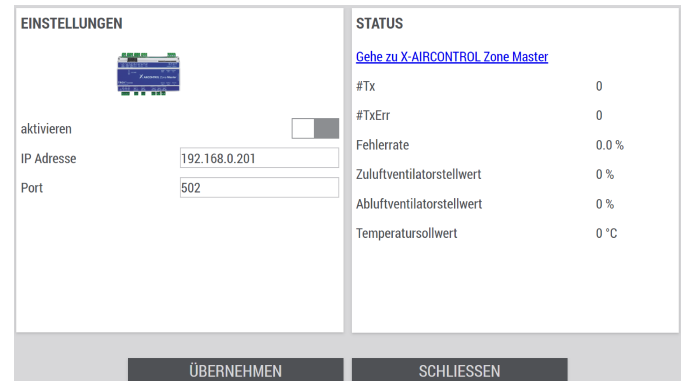 EINSTELLUNGEN
aktivieren
IP Adresse 192.168.0.201
Port 502
STATUS
Gehe zu X-AIRCONTROL Zone Master
#Tx 0
#TxErr 0
Fehlerrate 0.0 %
Zuluftventilatorstellwert 0 %
Abluftventilatorstellwert 0 %
Temperatursollwert 0 °C
ÜBERNEHMEN
SCHLIESSEN